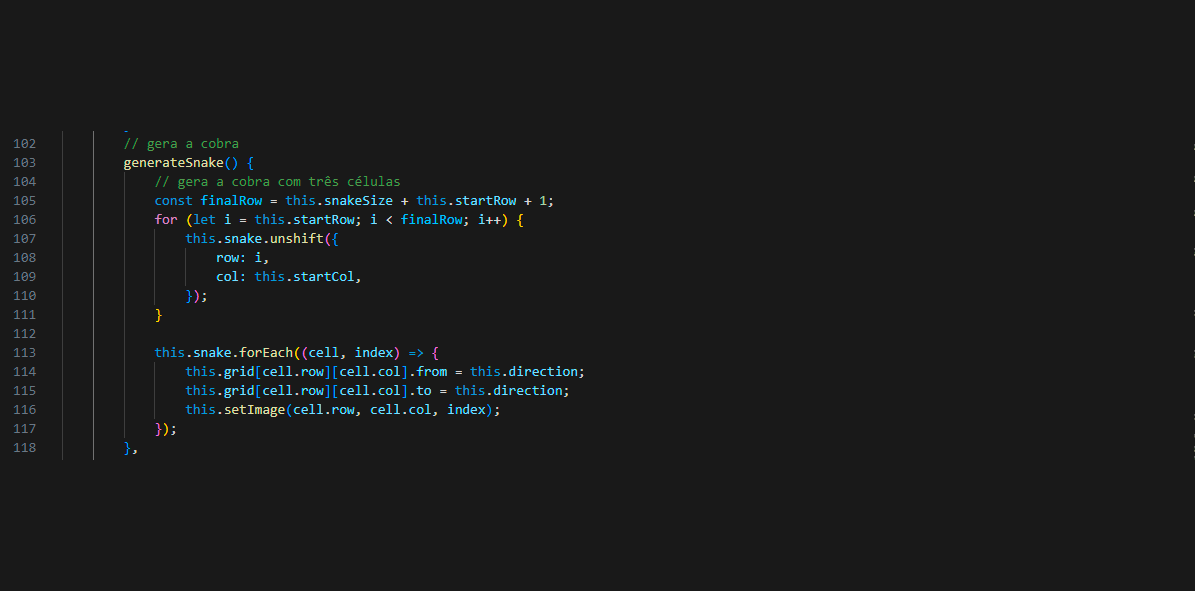 102 // gera a cobra
103 generateSnake() {
104 // gera a cobra com três células
105 const finalRow = this.snakeSize + this.startRow + 1;
106 for (let i = this.startRow; i < finalRow; i++) {
107 this.snake.unshift({
108 row: i,
109 col: this.startCol,
110 });
111 }
112
113 this.snake.forEach((cell, index) => {
114 this.grid[cell.row][cell.col].from = this.direction;
115 this.grid[cell.row][cell.col].to = this.direction;
116 this.setImage(cell.row, cell.col, index);
117 });
118 },